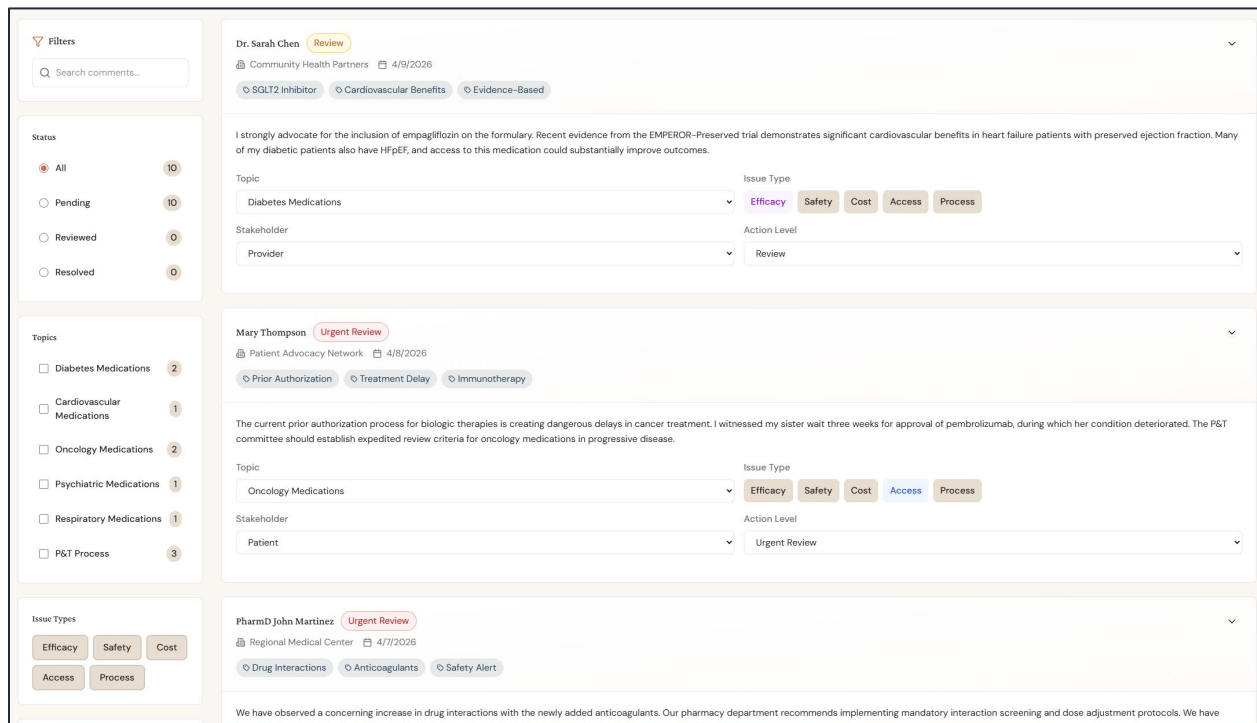 Filters
Search comments...
Status
All 10
Pending 10
Reviewed 0
Resolved 0
Topics
Diabetes Medications 2
Cardiovascular
Medications 1
Oncology Medications 2
Psychiatric Medications 1
Respiratory Medications 1
P&T Process 3
Issue Types
Efficacy Safety Cost
Access Process
Dr. Sarah Chen Review
Community Health Partners 4/9/2026
SGLT2 Inhibitor Cardiovascular Benefits Evidence-Based
I strongly advocate for the inclusion of empagliflozin on the formulary. Recent evidence from the EMPEROR-Preserved trial demonstrates significant cardiovascular benefits in heart failure patients with preserved ejection fraction. Many
of my diabetic patients also have HFpEF, and access to this medication could substantially improve outcomes.
Topic Issue Type
Diabetes Medications Efficacy Safety Cost Access Process
Stakeholder Action Level
Provider Review
Mary Thompson Urgent Review
Patient Advocacy Network 4/8/2026
Prior Authorization Treatment Delay Immunotherapy
The current prior authorization process for biologic therapies is creating dangerous delays in cancer treatment. I witnessed my sister wait three weeks for approval of pembrolizumab, during which her condition deteriorated. The P&T
committee should establish expedited review criteria for oncology medications in progressive disease.
Topic Issue Type
Oncology Medications Efficacy Safety Cost Access Process
Stakeholder Action Level
Patient Urgent Review
PharmD John Martinez Urgent Review
Regional Medical Center 4/7/2026
Drug Interactions Anticoagulants Safety Alert
We have observed a concerning increase in drug interactions with the newly added anticoagulants. Our pharmacy department recommends implementing mandatory interaction screening and dose adjustment protocols. We have